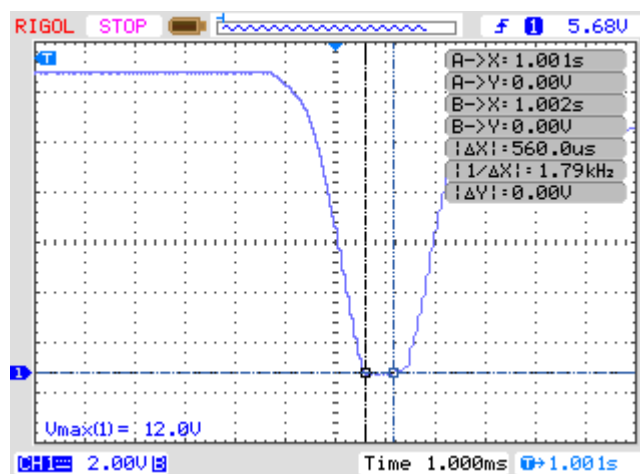 RIGOL STOP ƒ 1 5.68V
T
A->X: 1.001s
A->Y: 0.00V
B->X: 1.002s
B->Y: 0.00V
|ΔX|: 560.0us
|1/ΔX|: 1.79kHz
|ΔY|: 0.00V
1
Vmax(1)= 12.0V
CH1 2.00V B Time 1.000ms T→1.001s